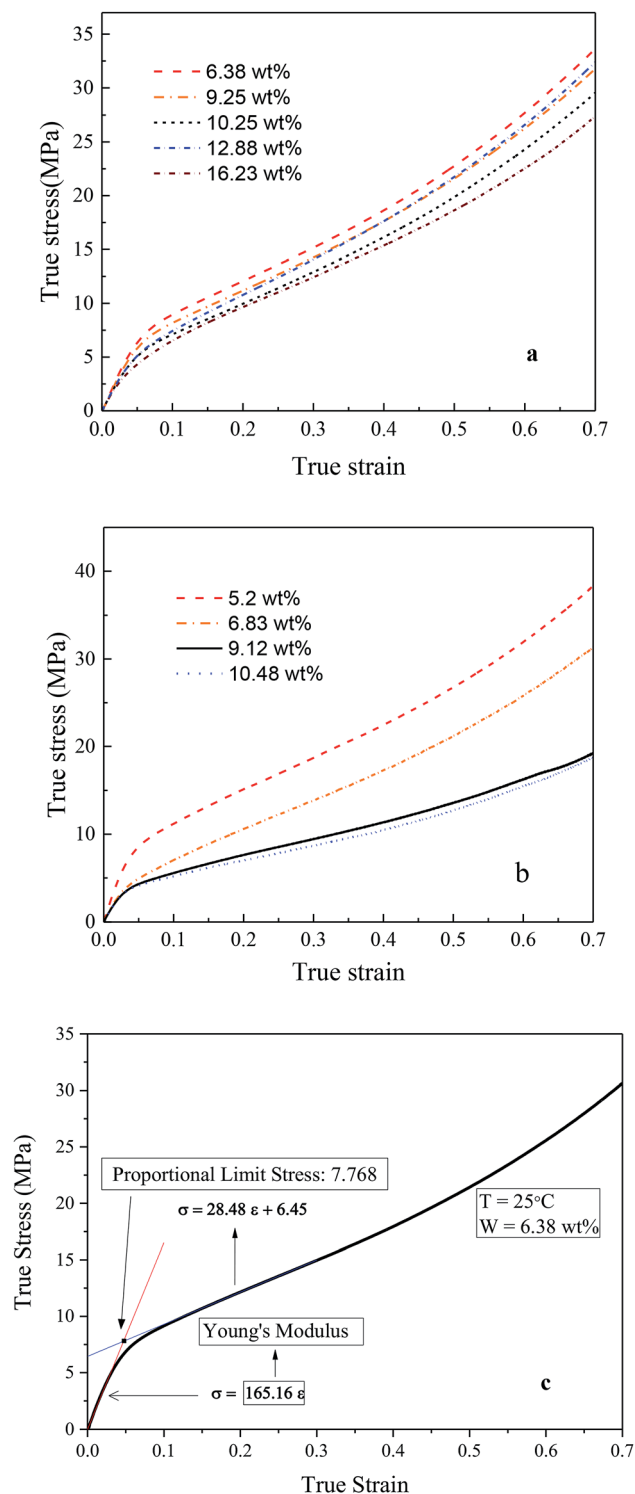 35
30
25
20
15
10
5
0
True stress(MPa)
6.38 wt%
9.25 wt%
10.25 wt%
12.88 wt%
16.23 wt%
a
0.0 0.1 0.2 0.3 0.4 0.5 0.6 0.7
True strain
40
30
20
10
0
True stress (MPa)
5.2 wt%
6.83 wt%
9.12 wt%
10.48 wt%
b
0.0 0.1 0.2 0.3 0.4 0.5 0.6 0.7
True strain
35
30
25
20
15
10
5
0
True Stress (MPa)
Proportional Limit Stress: 7.768
σ = 28.48 ε + 6.45
T = 25°C
W = 6.38 wt%
Young's Modulus
σ = 165.16 ε
c
0.0 0.1 0.2 0.3 0.4 0.5 0.6 0.7
True Strain